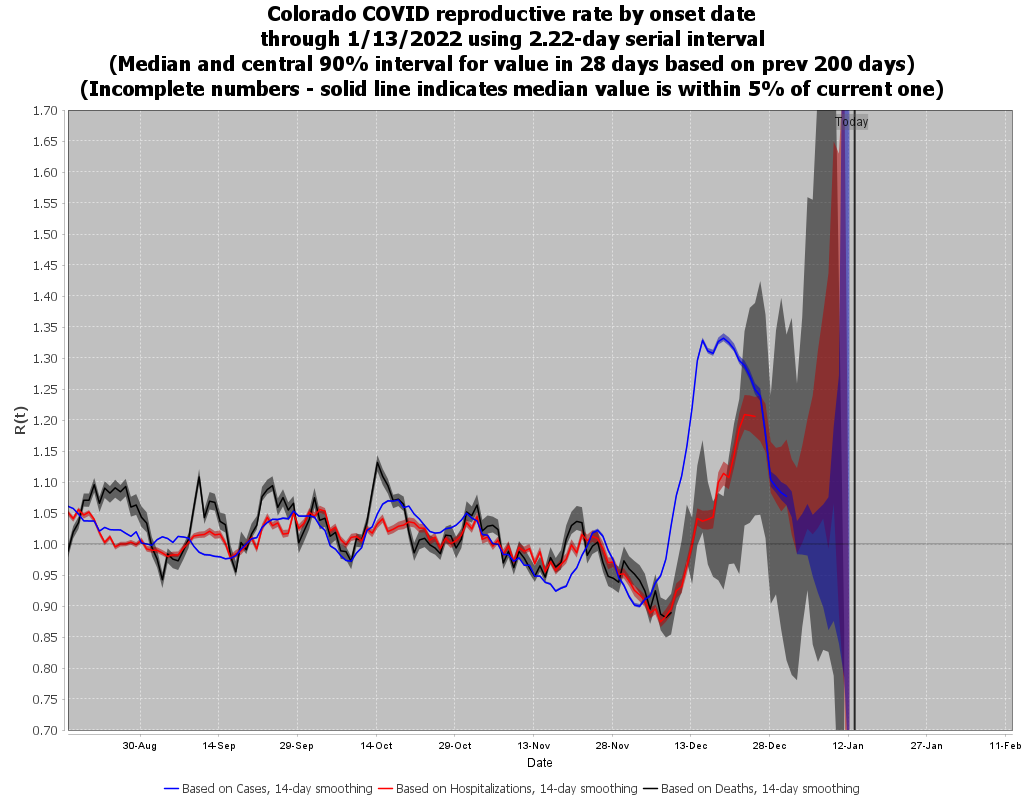 Colorado COVID reproductive rate by onset date
through 1/13/2022 using 2.22-day serial interval
(Median and central 90% interval for value in 28 days based on prev 200 days)
(Incomplete numbers - solid line indicates median value is within 5% of current one)
1.70
Today
1.65
1.60
1.55
1.50
1.45
1.40
1.35
1.30
1.25
1.20
R(t)
1.15
1.10
1.05
1.00
0.95
0.90
0.85
0.80
0.75
0.70
30-Aug 14-Sep 29-Sep 14-Oct 29-Oct 13-Nov 28-Nov 13-Dec 28-Dec 12-Jan 27-Jan 11-Feb
Date
Based on Cases, 14-day smoothing Based on Hospitalizations, 14-day smoothing Based on Deaths, 14-day smoothing